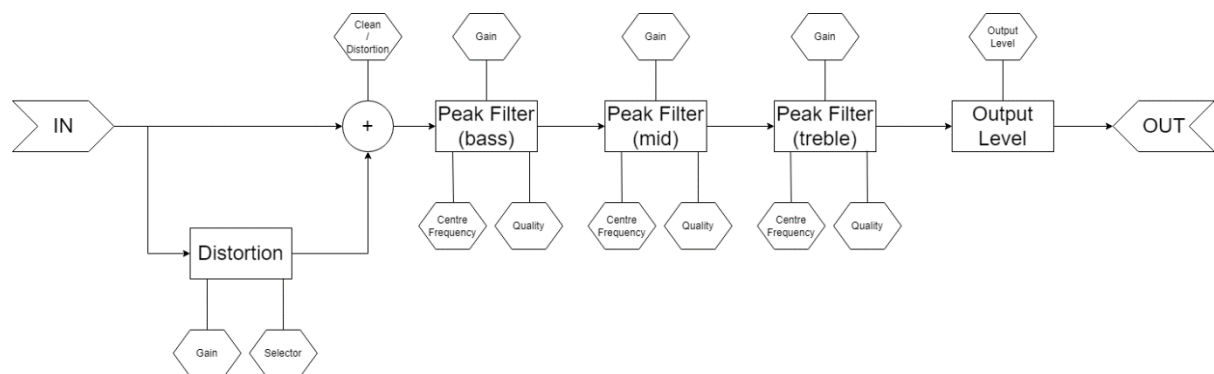 Clean
/
Distortion
Gain
Gain
Gain
Output
Level
IN
+
Peak Filter
(bass)
Peak Filter
(mid)
Peak Filter
(treble)
Output
Level
OUT
Centre
Frequency
Quality
Centre
Frequency
Quality
Centre
Frequency
Quality
Distortion
Gain
Selector